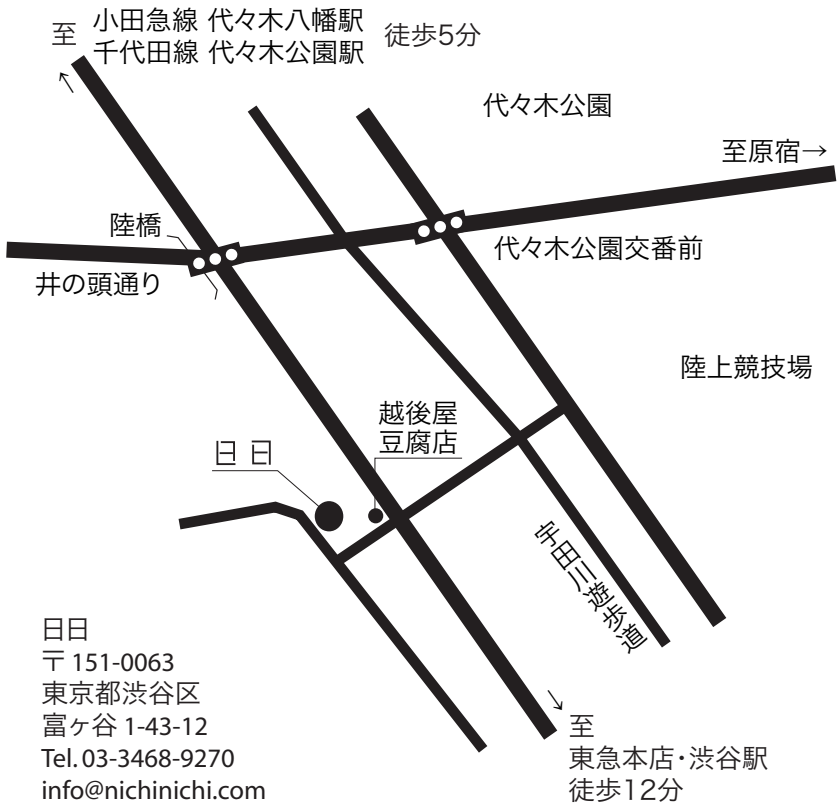 至
小田急線 代々木八幡駅
千代田線 代々木公園駅
徒歩5分
代々木公園
至原宿→
陸橋
代々木公園交番前
井の頭通り
陸上競技場
越後屋
豆腐店
日日
宇田川遊歩道
日日
〒151-0063
東京都渋谷区
富ヶ谷 1-43-12
Tel. 03-3468-9270
info@nichinichi.com
至
東急本店・渋谷駅
徒歩12分